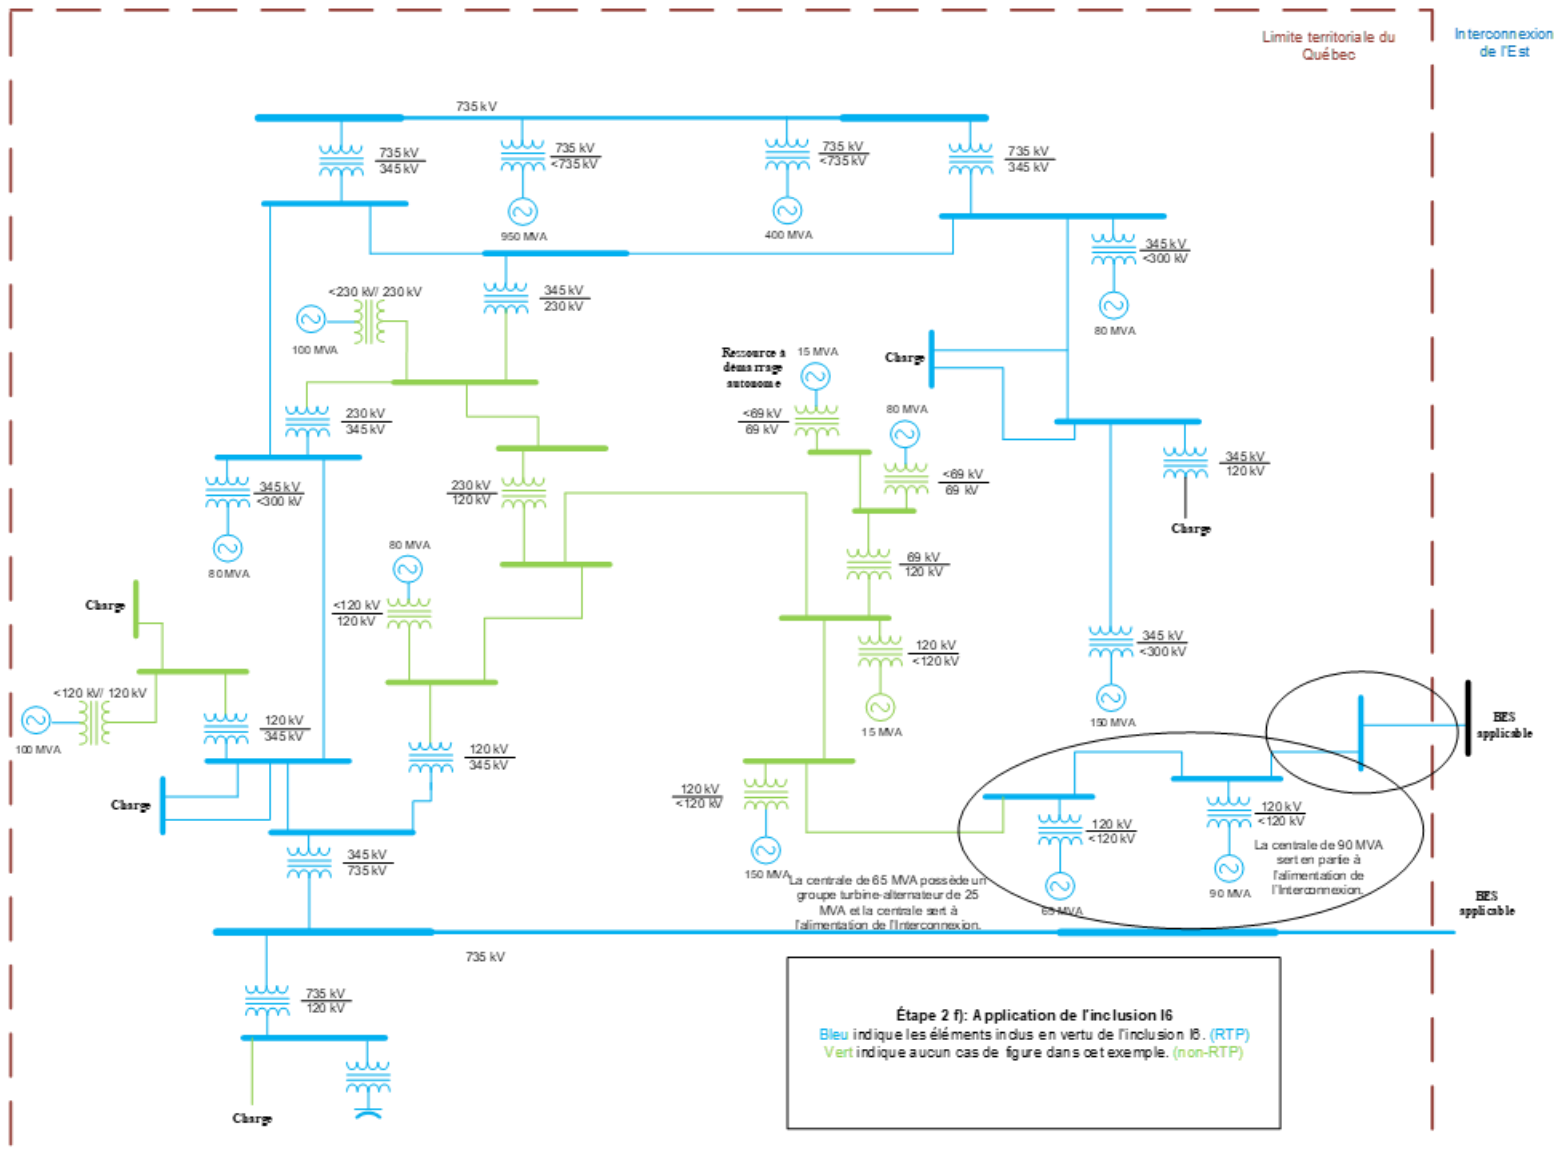 Limite territoriale du
Québec
Interconnexion
de l'Est
735 kV
735 kV
345 kV
735 kV
<735 kV
950 MVA
735 kV
<735 kV
400 MVA
735 kV
345 kV
345 kV
<300 kV
80 MVA
<230 kV/ 230 kV
100 MVA
345 kV
230 kV
Ressource à
démarrage
autonome
15 MVA
<69 kV
69 kV
80 MVA
<69 kV
69 kV
Charge
230 kV
345 kV
345 kV
<300 kV
80 MVA
230 kV
120 kV
345 kV
120 kV
Charge
80 MVA
<120 kV
120 kV
69 kV
120 kV
Charge
<120 kV/ 120 kV
100 MVA
120 kV
345 kV
120 kV
<120 kV
15 MVA
345 kV
<300 kV
150 MVA
120 kV
345 kV
Charge
120 kV
<120 kV
150 MVA
BES
applicable
120 kV
<120 kV
65 MVA
120 kV
<120 kV
90 MVA
La centrale de 90 MVA
sert en partie à
l'alimentation de
l'Interconnexion.
345 kV
735 kV
La centrale de 65 MVA possède un
groupe turbine-alternateur de 25
MVA et la centrale sert à
l'alimentation de l'Interconnexion.
BES
applicable
735 kV
735 kV
120 kV
Charge
Étape 2 f): Application de l'inclusion I6
Bleu indique les éléments inclus en vertu de l'inclusion I6. (RTP)
Vert indique aucun cas de figure dans cet exemple. (non-RTP)